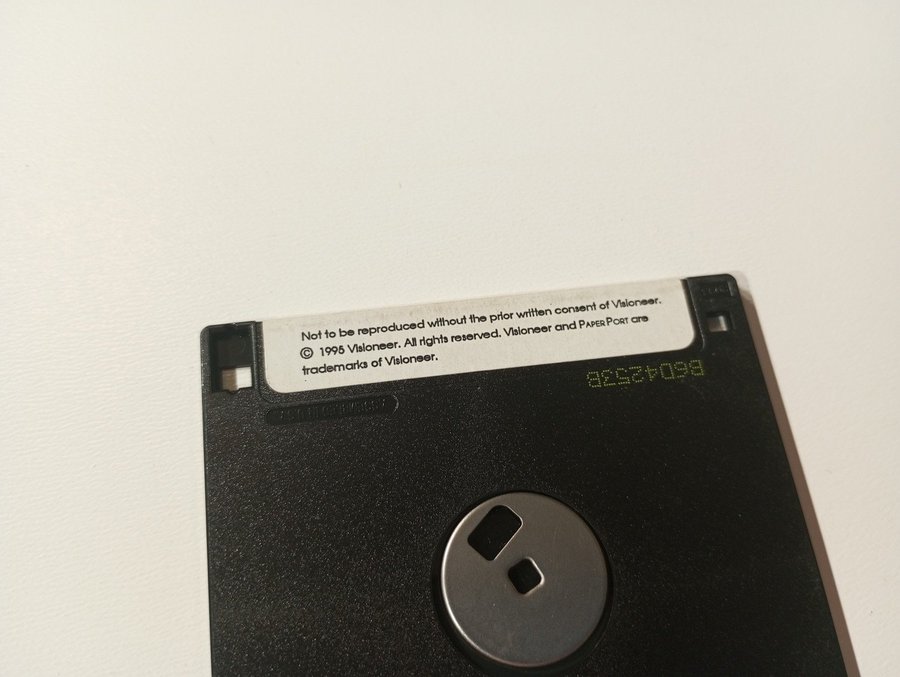 Not to be reproduced without the prior written consent of Visioneer.
© 1995 Visioneer. All rights reserved. Visioneer and PAPERPORT are
trademarks of Visioneer.
B6D4253B